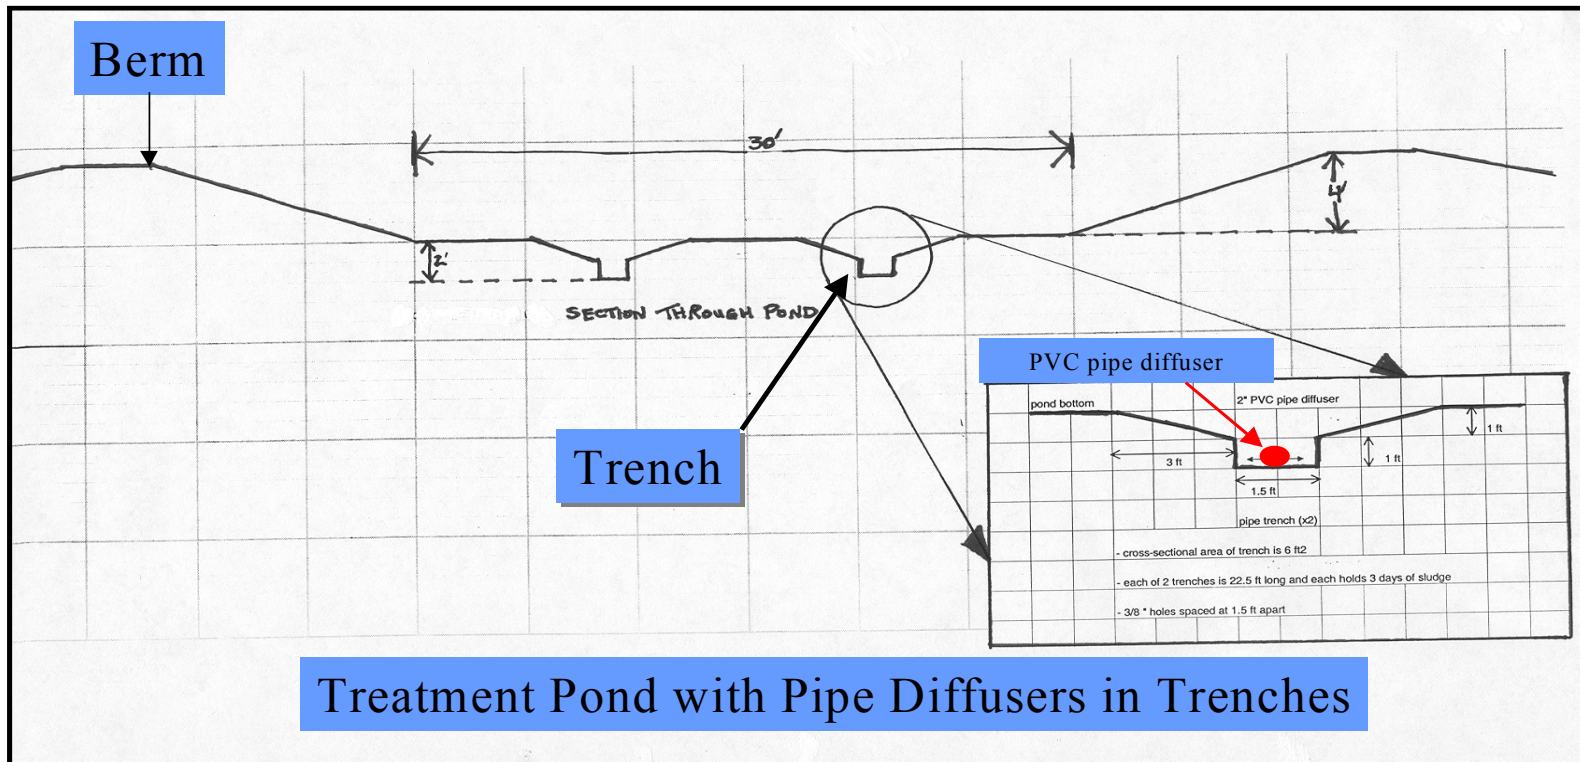 Berm
30'
4'
2'
SECTION THROUGH POND
Trench
PVC pipe diffuser
pond bottom
2" PVC pipe diffuser
1 ft
3 ft
1 ft
1.5 ft
pipe trench (x2)
- cross-sectional area of trench is 6 ft2
- each of 2 trenches is 22.5 ft long and each holds 3 days of sludge
- 3/8 " holes spaced at 1.5 ft apart
Treatment Pond with Pipe Diffusers in Trenches